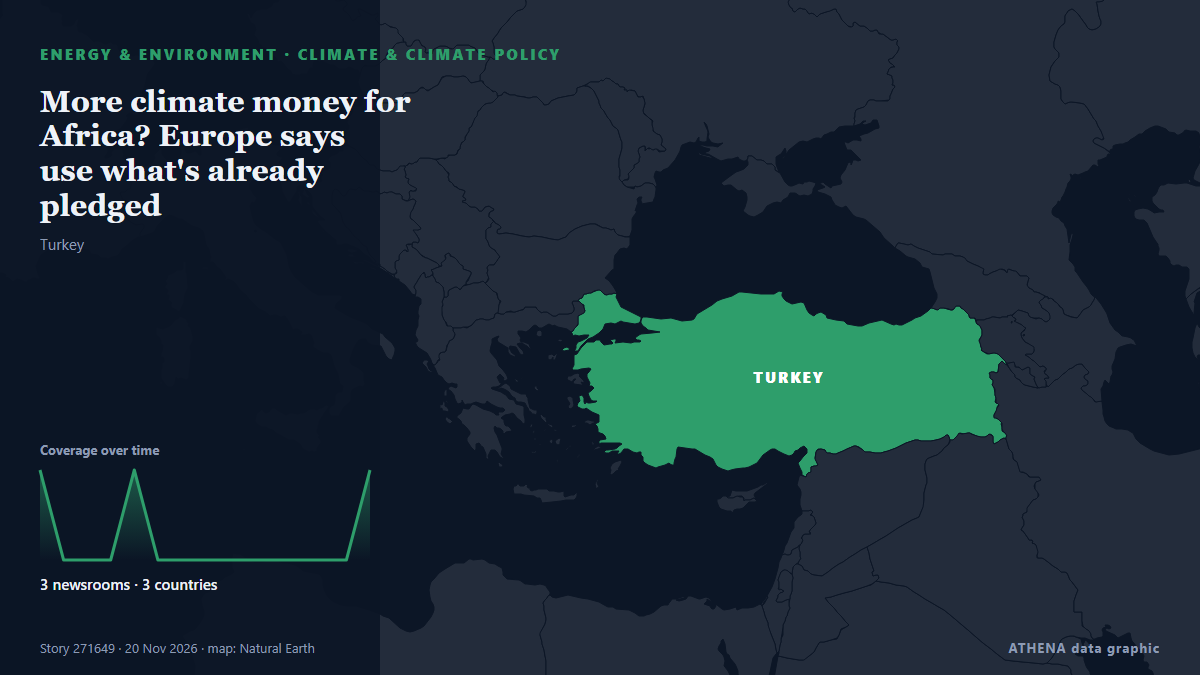 ENERGY & ENVIRONMENT · CLIMATE & CLIMATE POLICY
More climate money for
Africa? Europe says
use what's already
pledged
Turkey
TURKEY
Coverage over time
3 newsrooms · 3 countries
Story 271649 · 20 Nov 2026 · map: Natural Earth
ATHENA data graphic